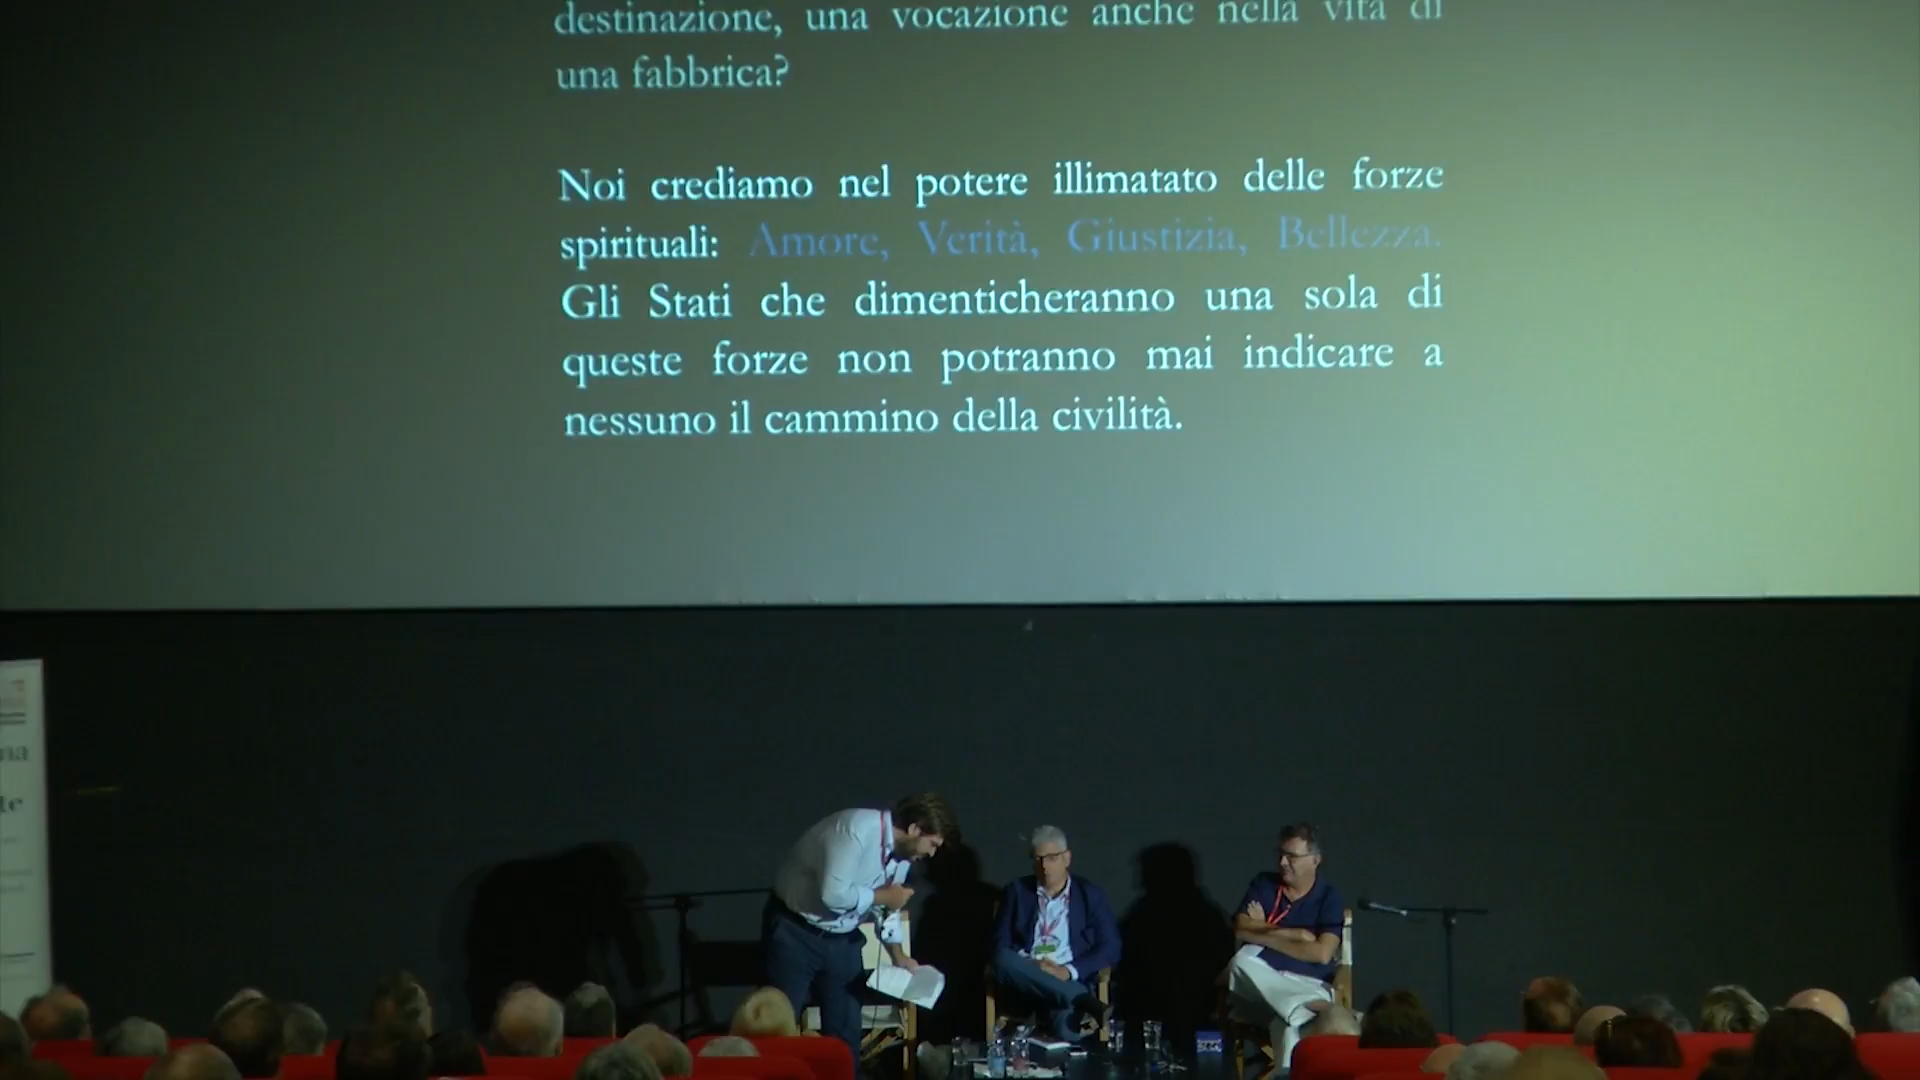 destinazione, una vocazione anche nella vita di
una fabbrica?
Noi crediamo nel potere illimatato delle forze
spirituali: Amore, Verità, Giustizia, Bellezza.
Gli Stati che dimenticheranno una sola di
queste forze non potranno mai indicare a
nessuno il cammino della civilità.